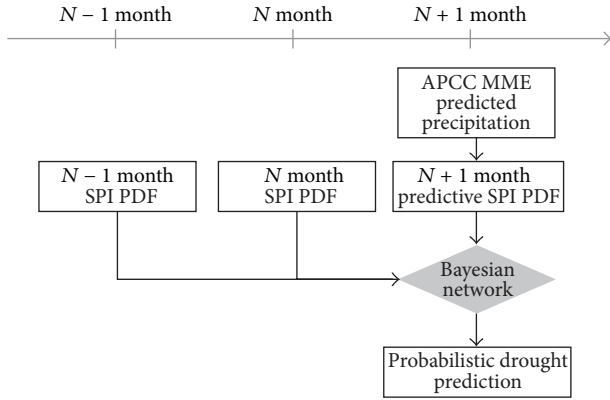 N − 1 month
N month
N + 1 month
APCC MME
predicted
precipitation
N − 1 month
SPI PDF
N month
SPI PDF
N + 1 month
predictive SPI PDF
Bayesian
network
Probabilistic drought
prediction